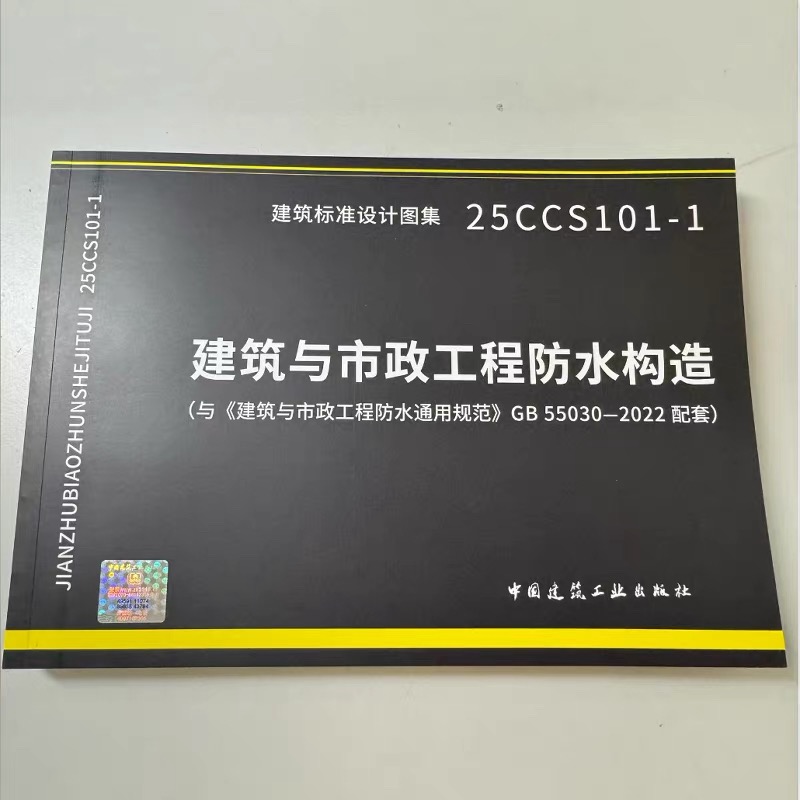 建筑标准设计图集 25CCS101-1
建筑与市政工程防水构造
（与《建筑与市政工程防水通用规范》GB 55030—2022 配套）
JIANZHUBIAOZHUNSHEJITUJI 25CCS101-1
中国建筑工业出版社